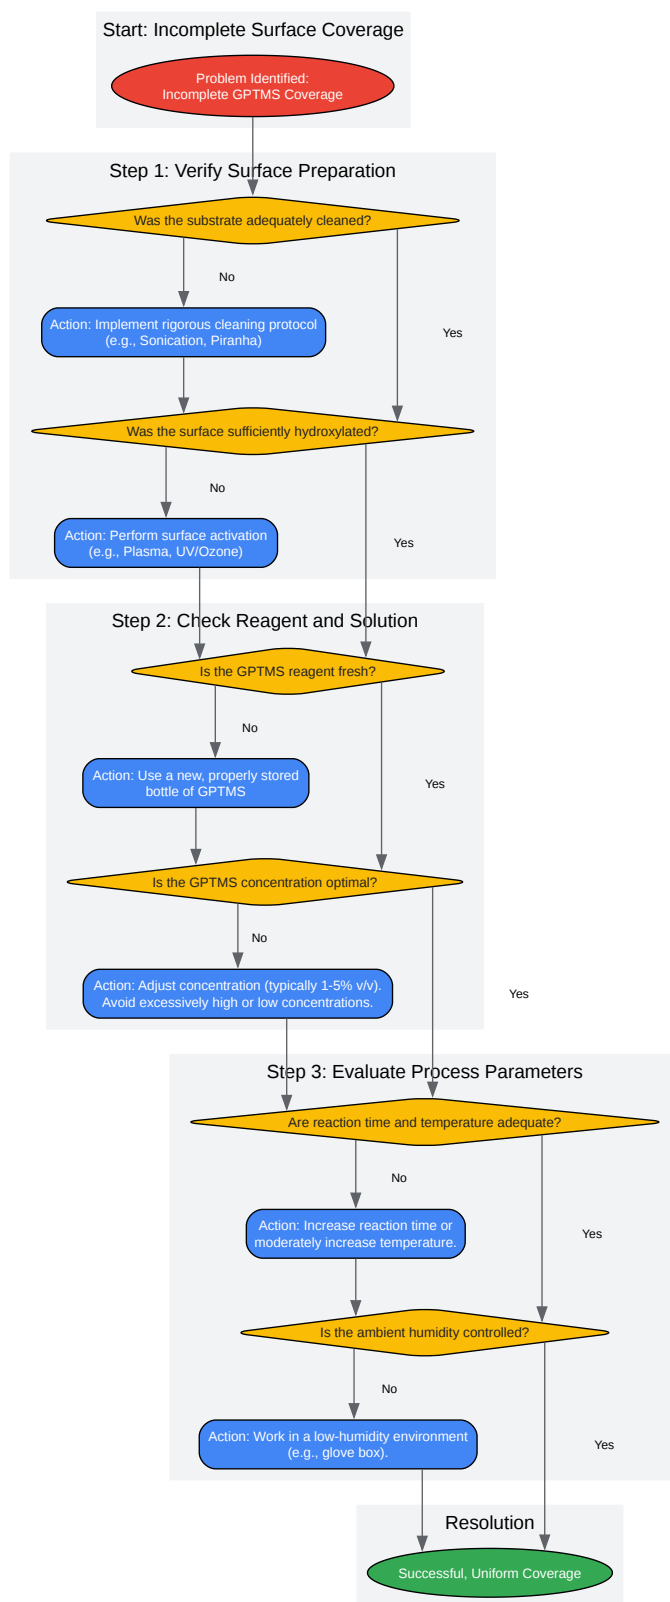 Start: Incomplete Surface Coverage
Problem Identified:
Incomplete GPTMS Coverage
Step 1: Verify Surface Preparation
Was the substrate adequately cleaned?
No
Action: Implement rigorous cleaning protocol
(e.g., Sonication, Piranha)
Yes
Was the surface sufficiently hydroxylated?
No
Action: Perform surface activation
(e.g., Plasma, UV/Ozone)
Yes
Step 2: Check Reagent and Solution
Is the GPTMS reagent fresh?
No
Action: Use a new, properly stored
bottle of GPTMS
Yes
Is the GPTMS concentration optimal?
No
Action: Adjust concentration (typically 1-5% v/v).
Avoid excessively high or low concentrations.
Yes
Step 3: Evaluate Process Parameters
Are reaction time and temperature adequate?
No
Action: Increase reaction time or
moderately increase temperature.
Yes
Is the ambient humidity controlled?
No
Action: Work in a low-humidity environment
(e.g., glove box).
Yes
Resolution
Successful, Uniform Coverage